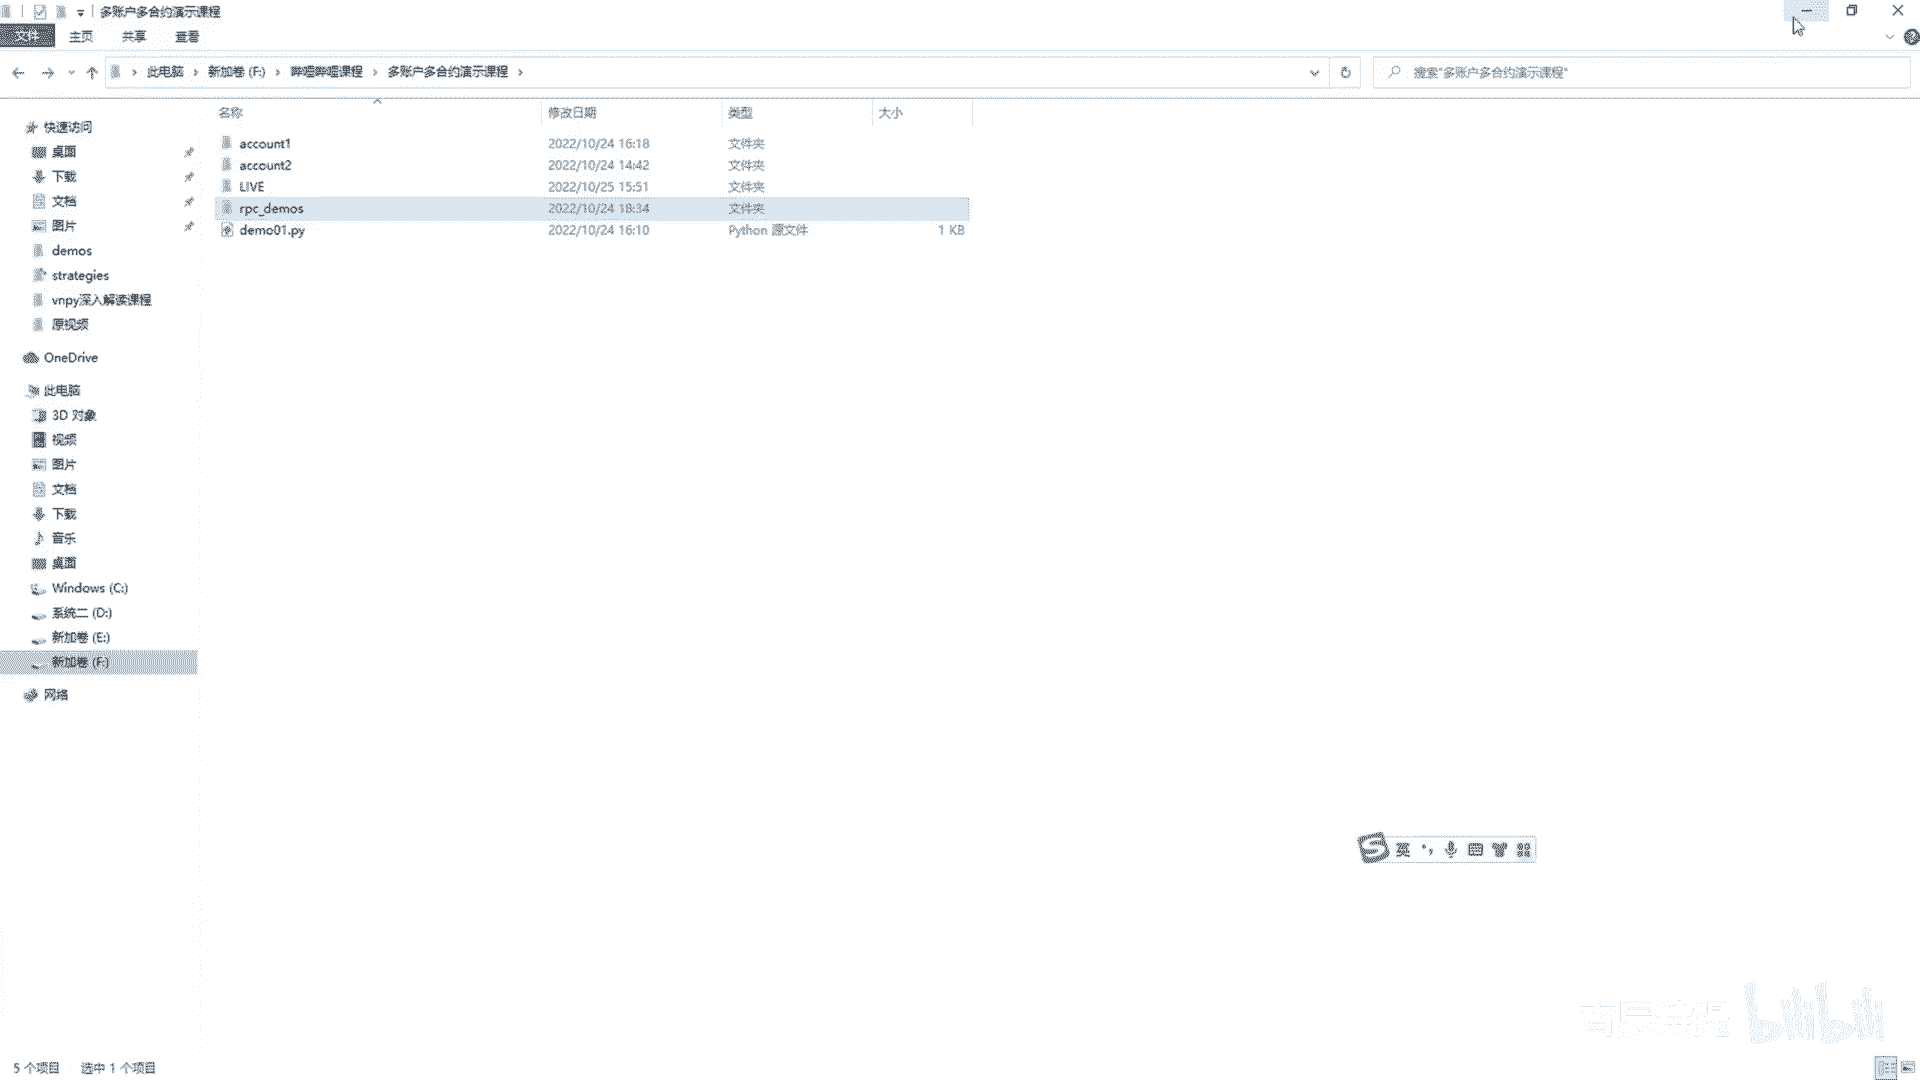 多账户多合约演示课程
文件 主页 共享 查看
此电脑 新加卷 (F:) 哔哩哔哩课程 多账户多合约演示课程
搜索"多账户多合约演示课程"
名称 修改日期 类型 大小
account1 2022/10/24 16:18 文件夹
account2 2022/10/24 14:42 文件夹
LIVE 2022/10/25 15:51 文件夹
rpc_demos 2022/10/24 18:34 文件夹
demo01.py 2022/10/24 16:10 Python 源文件 1 KB
快速访问
桌面
下载
文档
图片
demos
strategies
vnpy深入解读课程
原视频
OneDrive
此电脑
3D 对象
视频
图片
文档
下载
音乐
桌面
Windows (C:)
系统二 (D:)
新加卷 (E:)
新加卷 (F:)
网络
英
bilibili
5 个项目 选中 1 个项目